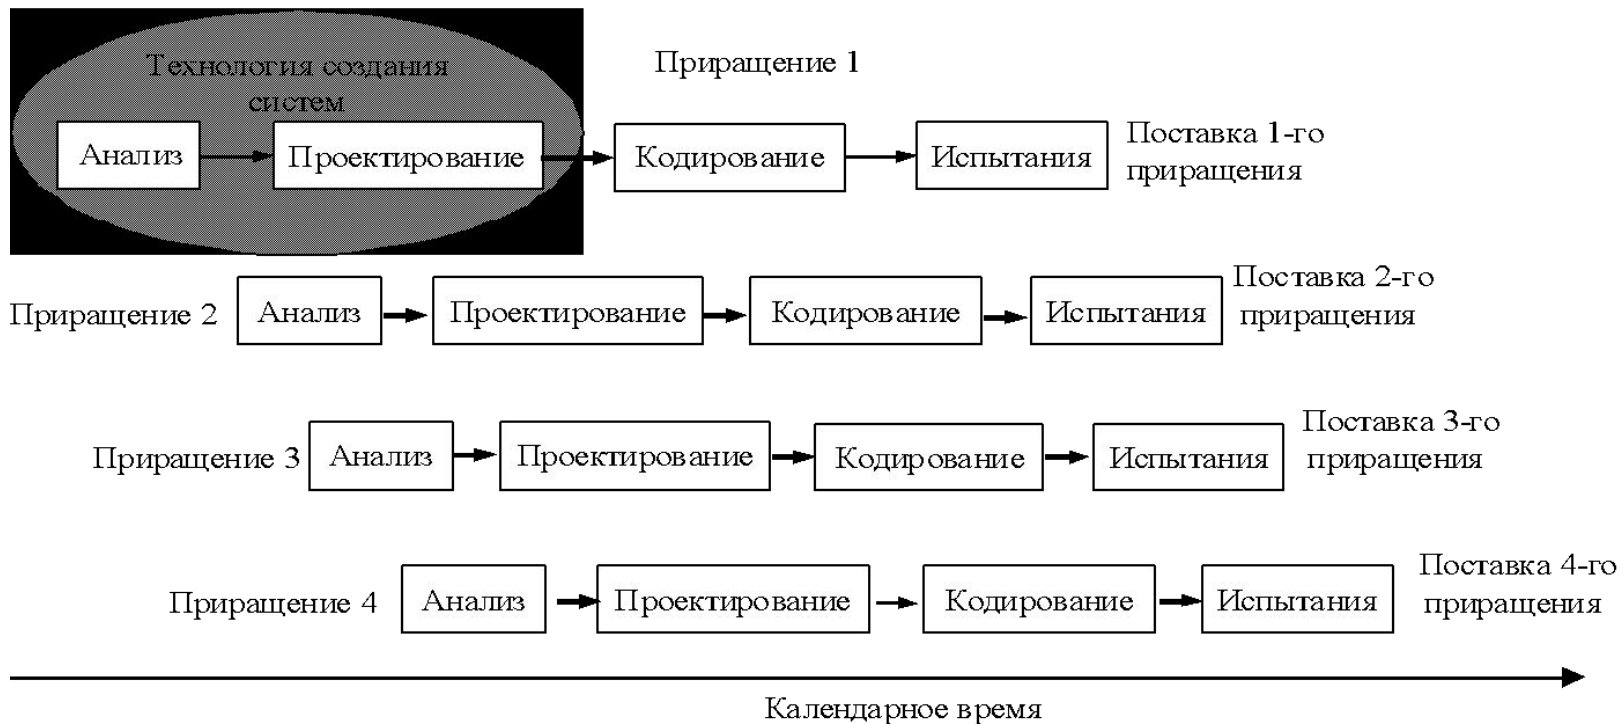 Технология создания
систем
Приращение 1
Анализ
Проектирование
Кодирование
Испытания
Поставка 1-го
приращения
Приращение 2
Анализ
Проектирование
Кодирование
Испытания
Поставка 2-го
приращения
Приращение 3
Анализ
Проектирование
Кодирование
Испытания
Поставка 3-го
приращения
Приращение 4
Анализ
Проектирование
Кодирование
Испытания
Поставка 4-го
приращения
Календарное время